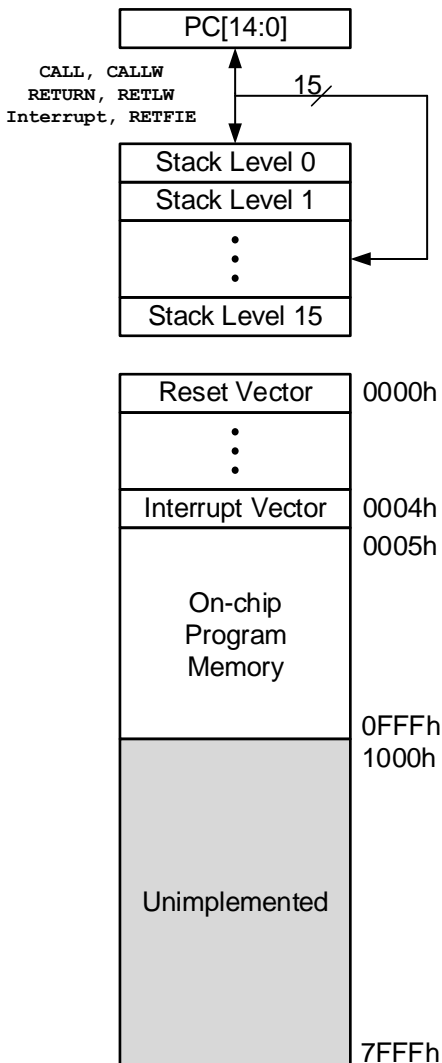 PC[14:0]
CALL, CALLW
RETURN, RETLW
Interrupt, RETFIE
15
Stack Level 0
Stack Level 1
Stack Level 15
Reset Vector
0000h
Interrupt Vector
0004h
0005h
On-chip
Program
Memory
0FFFh
1000h
Unimplemented
7FFFh